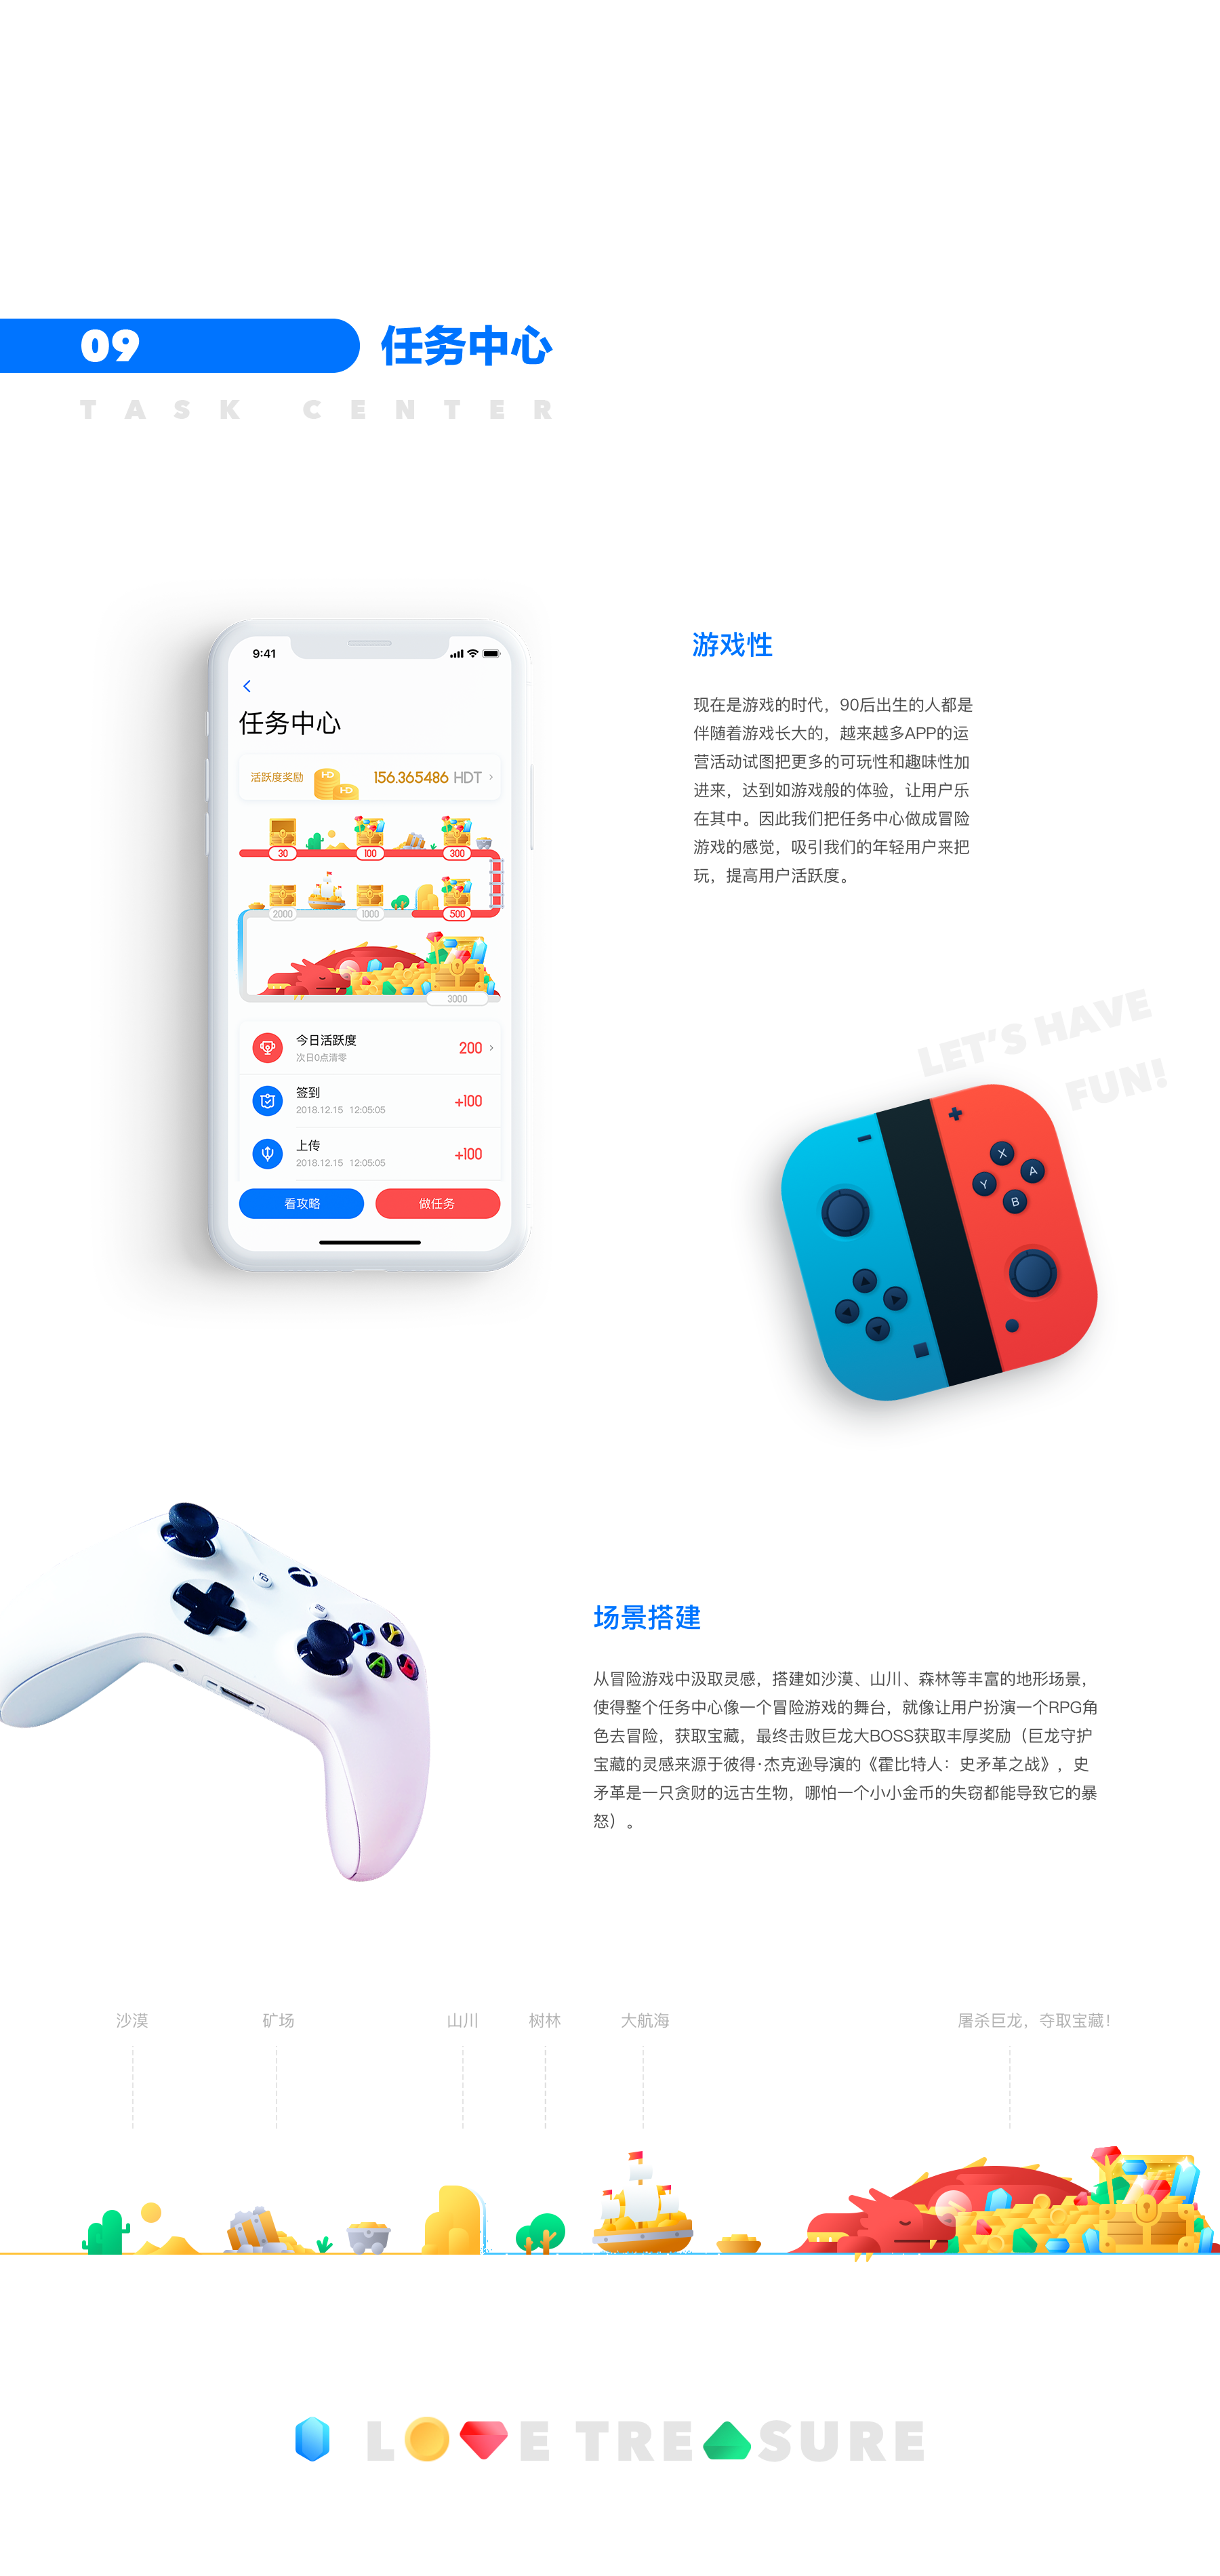 09 任务中心
TASK CENTER
9:41
任务中心
活跃度奖励 HD HD 156.365486 HDT
30 100 300
2000 1000 500
3000
今日活跃度
次日0点清零
200
签到
2018.12.15 12:05:05
+100
上传
2018.12.15 12:05:05
+100
看攻略 做任务
游戏性
现在是游戏的时代，90后出生的人都是
伴随着游戏长大的，越来越多APP的运
营活动试图把更多的可玩性和趣味性加
进来，达到如游戏般的体验，让用户乐
在其中。因此我们把任务中心做成冒险
游戏的感觉，吸引我们的年轻用户来把
玩，提高用户活跃度。
LET'S HAVE
FUN!
X
A
Y
B
X Y
A B
场景搭建
从冒险游戏中汲取灵感，搭建如沙漠、山川、森林等丰富的地形场景，
使得整个任务中心像一个冒险游戏的舞台，就像让用户扮演一个RPG角
色去冒险，获取宝藏，最终击败巨龙大BOSS获取丰厚奖励（巨龙守护
宝藏的灵感来源于彼得·杰克逊导演的《霍比特人：史矛革之战》，史
矛革是一只贪财的远古生物，哪怕一个小小金币的失窃都能导致它的暴
怒）。
沙漠 矿场 山川 树林 大航海 屠杀巨龙，夺取宝藏！
L E TRE SURE